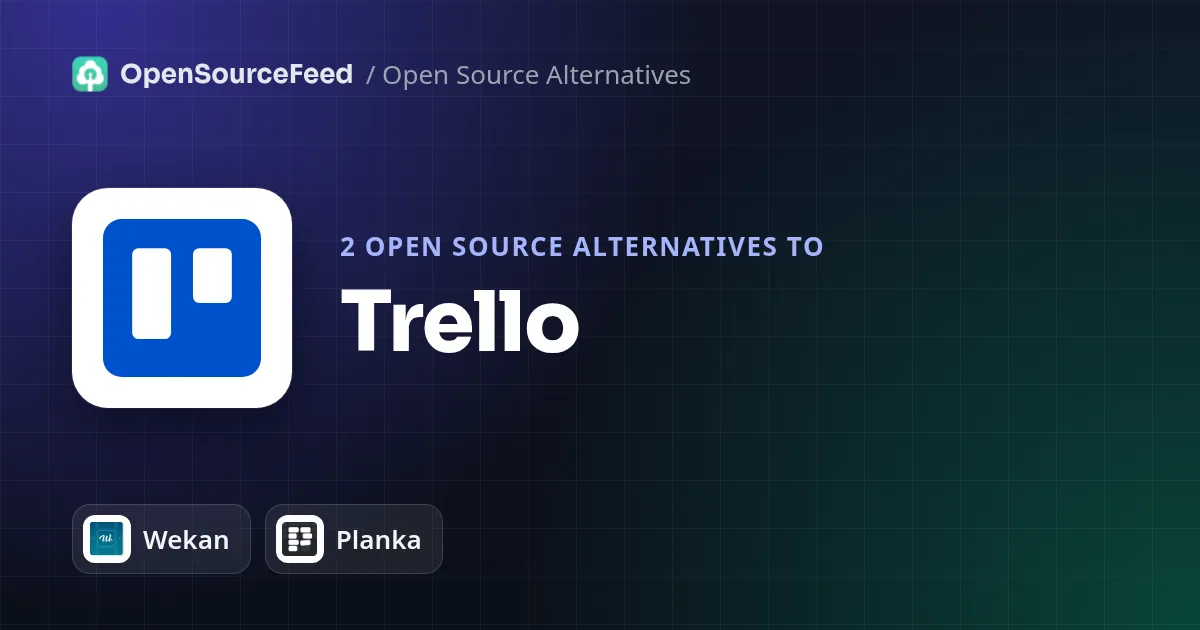 OpenSourceFeed / Open Source Alternatives
2 OPEN SOURCE ALTERNATIVES TO
Trello
Wekan
Planka